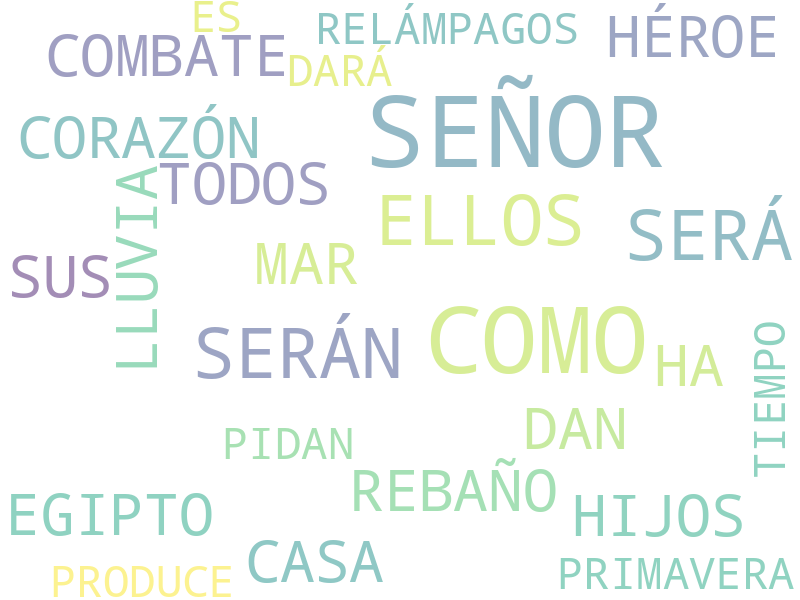 ES
RELÁMPAGOS
HÉROE
COMBATE
DARÁ
SEÑOR
CORAZÓN
TODOS
LLUVIA
ELLOS
SERÁ
MAR
SUS
SERÁN
COMO
HA
TIEMPO
DAN
PIDAN
REBAÑO
EGIPTO
HIJOS
CASA
PRODUCE
PRIMAVERA